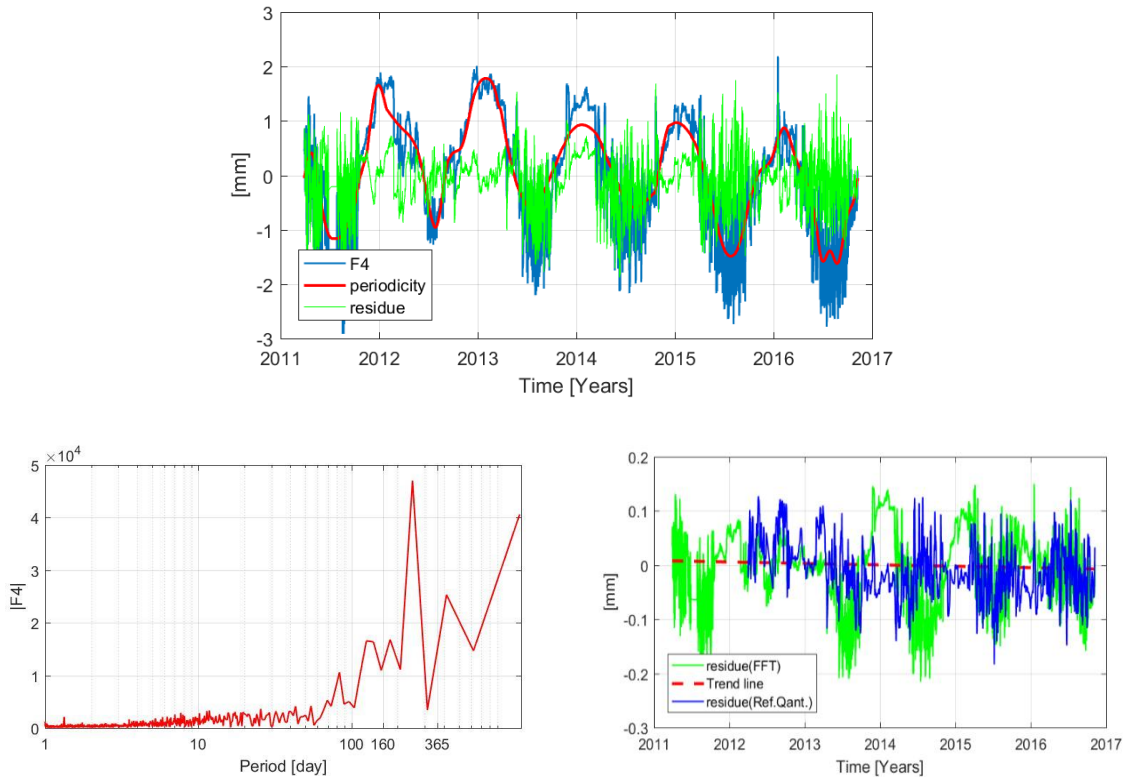 3
2
1
0
-1
-2
-3
[mm]
F4
periodicity
residue
2011 2012 2013 2014 2015 2016 2017
Time [Years]
×10^4
5
4
3
2
1
0
|F4|
1 10 100 160 365
Period [day]
0.2
0.1
0
-0.1
-0.2
-0.3
[mm]
residue(FFT)
Trend line
residue(Ref.Qant.)
2011 2012 2013 2014 2015 2016 2017
Time [Years]